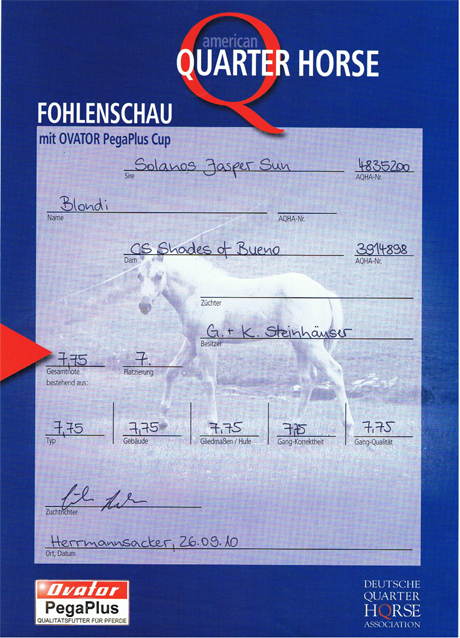 american
QUARTER HORSE
FOHLENSCHAU
mit OVATOR PegaPlus Cup
Solanos Jasper Sun 4835200
Sire AQHA-Nr.
Blondi
Name AQHA-Nr.
CS Shades of Bueno 3914898
Dam AQHA-Nr.
Züchter
G. + K. Steinhäuser
Besitzer
7,75 7.
Gesamtnote Platzierung
bestehend aus:
7,75 7,75 7,75 7,75 7,75
Typ Gebäude Gliedmaßen / Hufe Gang-Korrektheit Gang-Qualität
Zuchtrichter
Herrmannsacker, 26.09.10
Ort, Datum
Ovator
PegaPlus
QUALITÄTSFUTTER FÜR PFERDE
DEUTSCHE
QUARTER
HORSE
ASSOCIATION